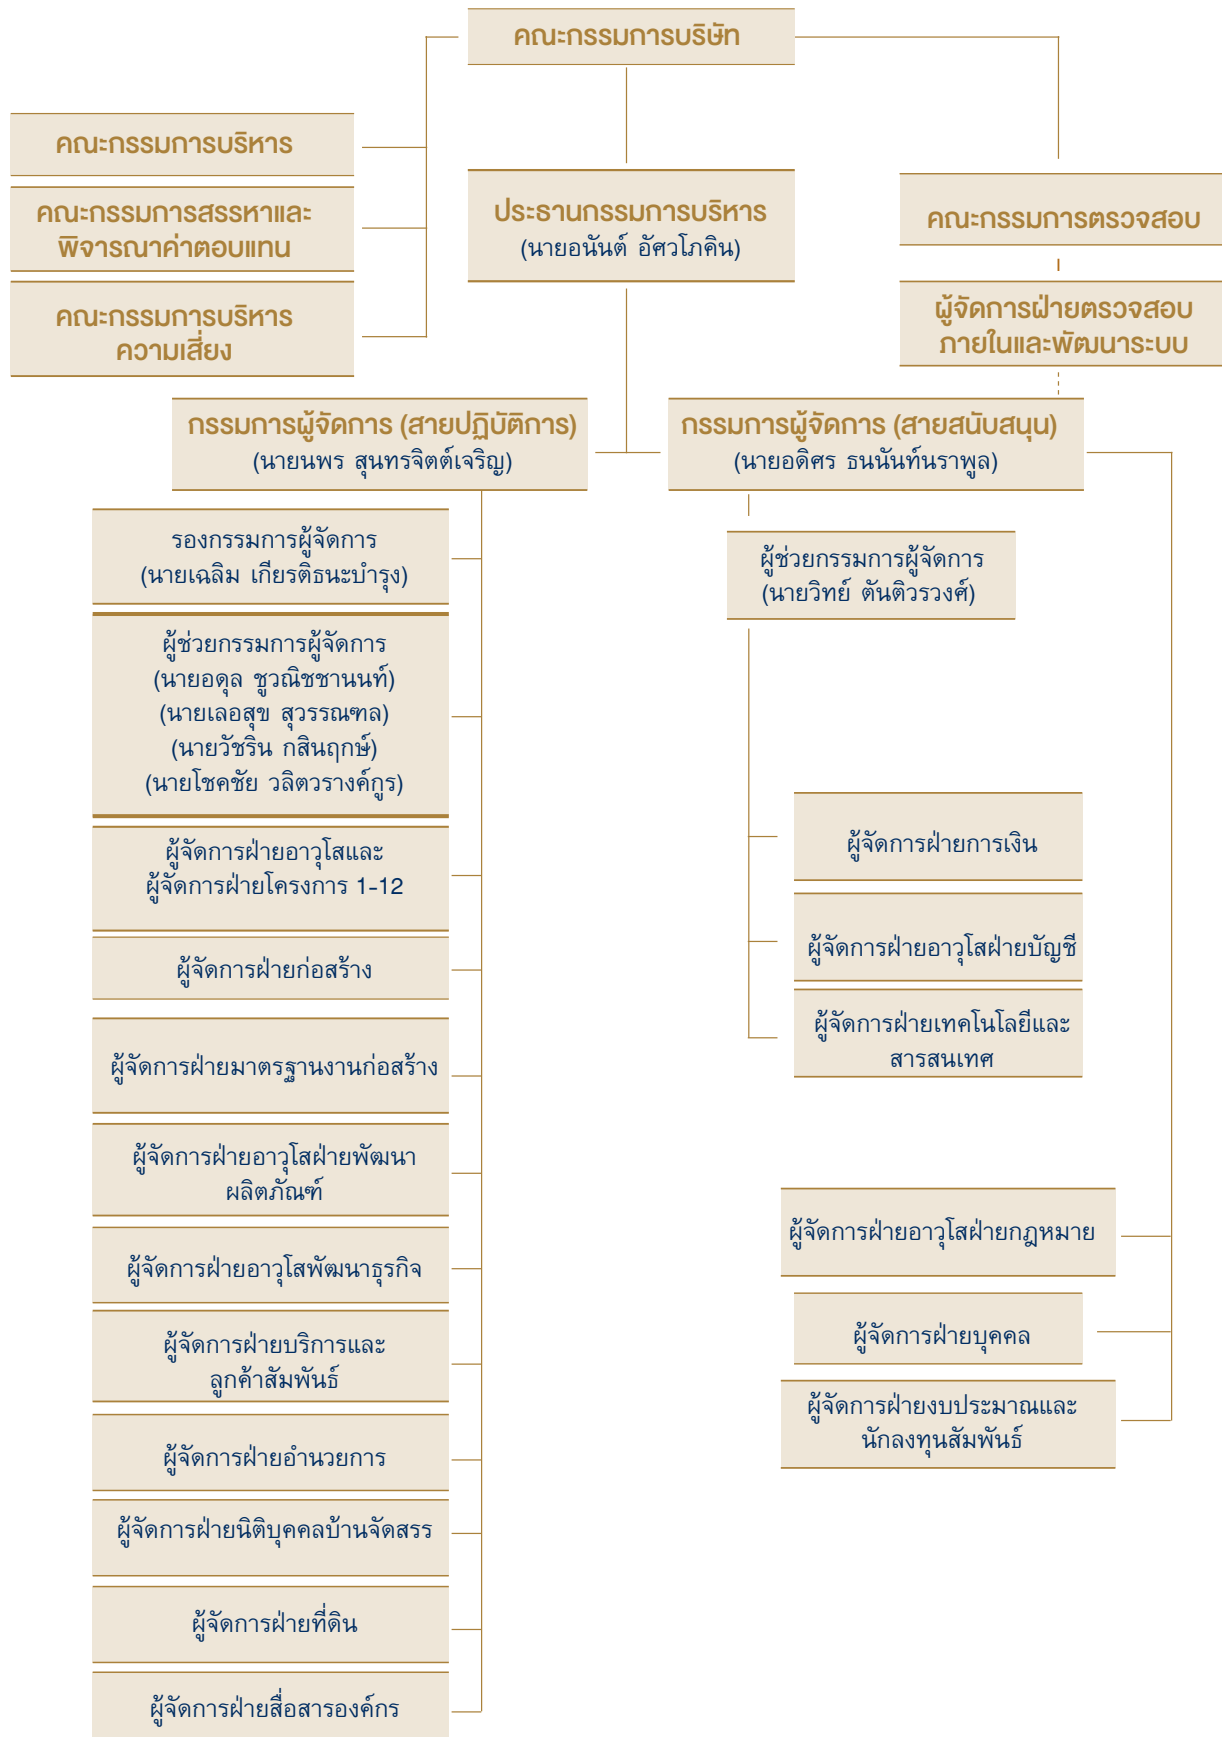 คณะกรรมการบริษัท
คณะกรรมการบริหาร
คณะกรรมการสรรหาและ
พิจารณาค่าตอบแทน
คณะกรรมการบริหาร
ความเสี่ยง
ประธานกรรมการบริหาร
(นายอนันต์ อัศวโภคิน)
คณะกรรมการตรวจสอบ
ผู้จัดการฝ่ายตรวจสอบ
ภายในและพัฒนาระบบ
กรรมการผู้จัดการ (สายปฏิบัติการ)
(นายนพร สุนทรจิตต์เจริญ)
กรรมการผู้จัดการ (สายสนับสนุน)
(นายอดิศร ธนนันท์นราพูล)
รองกรรมการผู้จัดการ
(นายเฉลิม เกียรติธนะบำรุง)
ผู้ช่วยกรรมการผู้จัดการ
(นายอดุล ชูวณิชชานนท์)
(นายเลอสุข สุวรรณฑล)
(นายวัชริน กสินฤกษ์)
(นายโชคชัย วลิตวรางค์กูร)
ผู้จัดการฝ่ายอาวุโสและ
ผู้จัดการฝ่ายโครงการ 1-12
ผู้จัดการฝ่ายก่อสร้าง
ผู้จัดการฝ่ายมาตรฐานงานก่อสร้าง
ผู้จัดการฝ่ายอาวุโสฝ่ายพัฒนา
ผลิตภัณฑ์
ผู้จัดการฝ่ายอาวุโสพัฒนาธุรกิจ
ผู้จัดการฝ่ายบริการและ
ลูกค้าสัมพันธ์
ผู้จัดการฝ่ายอำนวยการ
ผู้จัดการฝ่ายนิติบุคคลบ้านจัดสรร
ผู้จัดการฝ่ายที่ดิน
ผู้จัดการฝ่ายสื่อสารองค์กร
ผู้ช่วยกรรมการผู้จัดการ
(นายวิทย์ ตันติวรวงศ์)
ผู้จัดการฝ่ายการเงิน
ผู้จัดการฝ่ายอาวุโสฝ่ายบัญชี
ผู้จัดการฝ่ายเทคโนโลยีและ
สารสนเทศ
ผู้จัดการฝ่ายอาวุโสฝ่ายกฎหมาย
ผู้จัดการฝ่ายบุคคล
ผู้จัดการฝ่ายงบประมาณและ
นักลงทุนสัมพันธ์